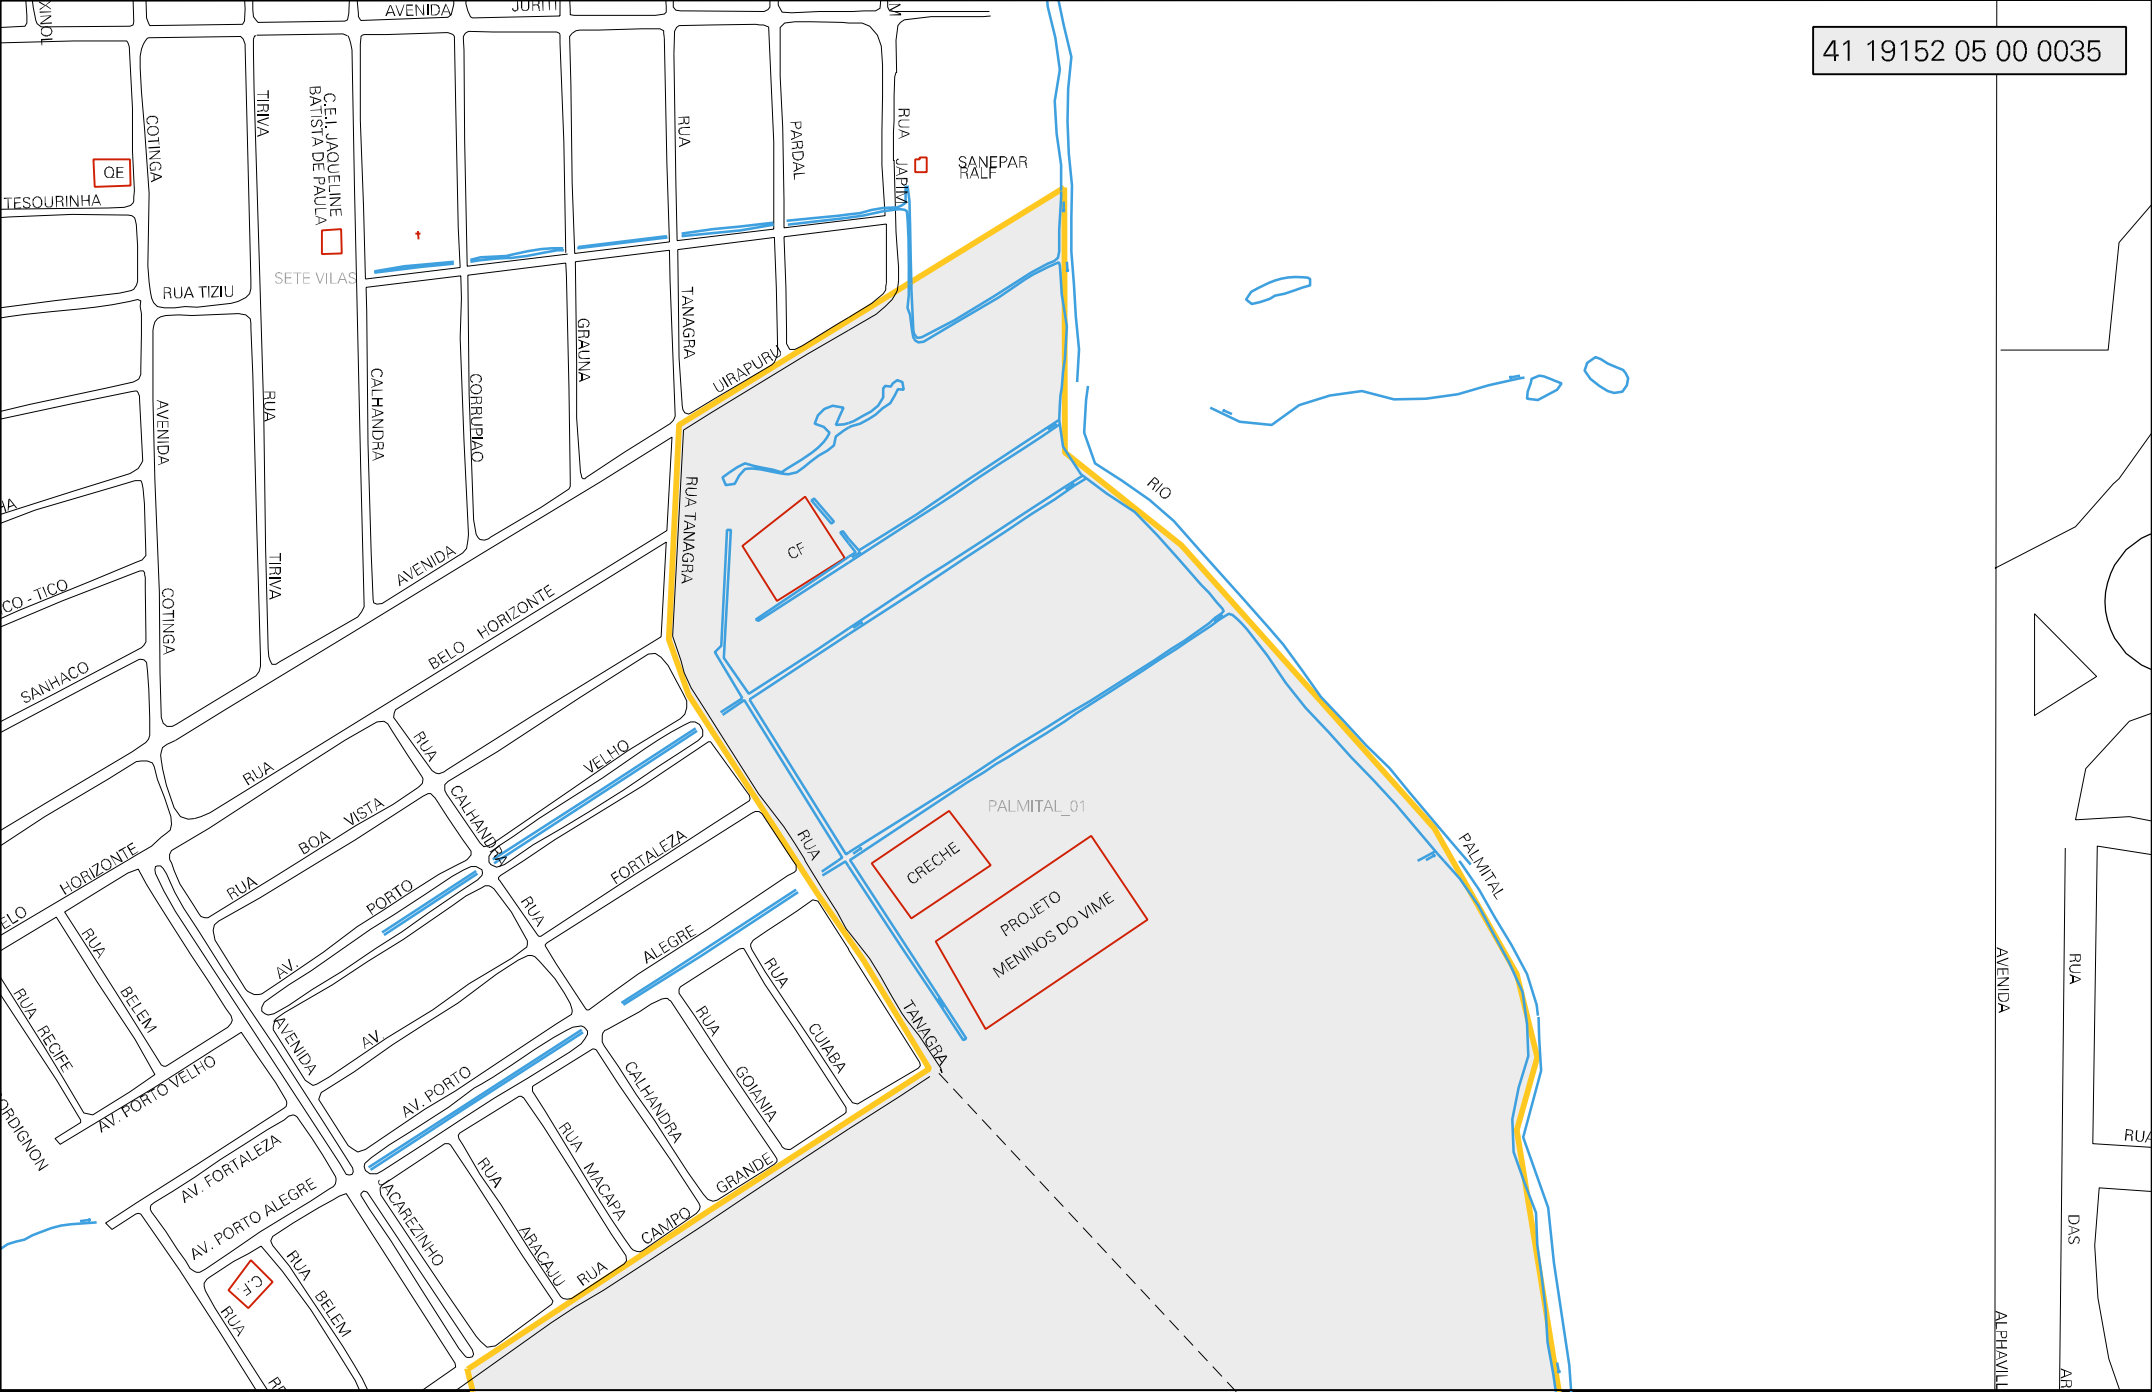 AVENIDA JURITI
41 19152 05 00 0035
COTINGA
TIRIVA
C.E.I. JAQUELINE
BATISTA DE PAULA
RUA
PARDAL
RUA JAPIM
SANEPAR
RALF
QE
TESOURINHA
SETE VILAS
RUA TIZIU
AVENIDA
COTINGA
RUA
TIRIVA
CALHANDRA
CORRUPIAO
GRAUNA
TANAGRA
UIRAPURU
RUA TANAGRA
RIO
PALMITAL
CF
AVENIDA
BELO HORIZONTE
CO - TICO
SANHACO
RUA
RUA
CALHANDRA
VELHO
BOA VISTA
RUA
PORTO
AV.
FORTALEZA
RUA
ALEGRE
RUA
TANAGRA
PALMITAL_01
CRECHE
PROJETO
MENINOS DO VIME
HORIZONTE
ELO
RUA
BELEM
RUA RECIFE
AVENIDA
AV.
AV. PORTO
AV. PORTO VELHO
AV. FORTALEZA
AV. PORTO ALEGRE
ORDIGNON
JACAREZINHO
RUA
ARACAJU
RUA MACAPA
CALHANDRA
RUA
GOIANIA
RUA
CUIABA
RUA
CAMPO
GRANDE
C.F.
RUA
RUA
BELEM
AVENIDA
ALPHAVILL
RUA
DAS
AR
RUA